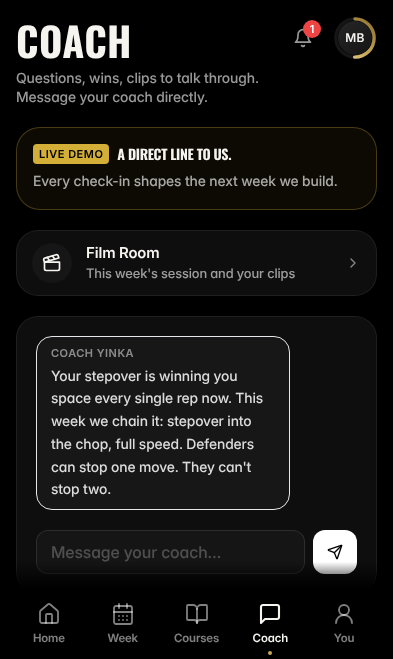 COACH
1
MB
Questions, wins, clips to talk through.
Message your coach directly.
LIVE DEMO A DIRECT LINE TO US.
Every check-in shapes the next week we build.
Film Room
This week's session and your clips
COACH YINKA
Your stepover is winning you
space every single rep now. This
week we chain it: stepover into
the chop, full speed. Defenders
can stop one move. They can't
stop two.
Message your coach...
Home Week Courses Coach You